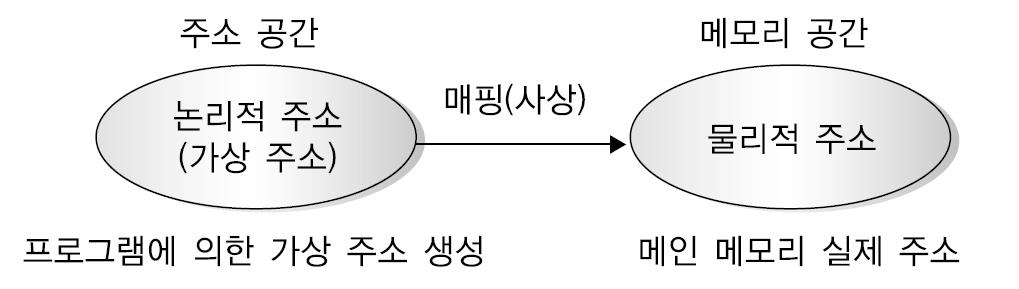 주소 공간
메모리 공간
논리적 주소
(가상 주소)
매핑(사상)
물리적 주소
프로그램에 의한 가상 주소 생성
메인 메모리 실제 주소